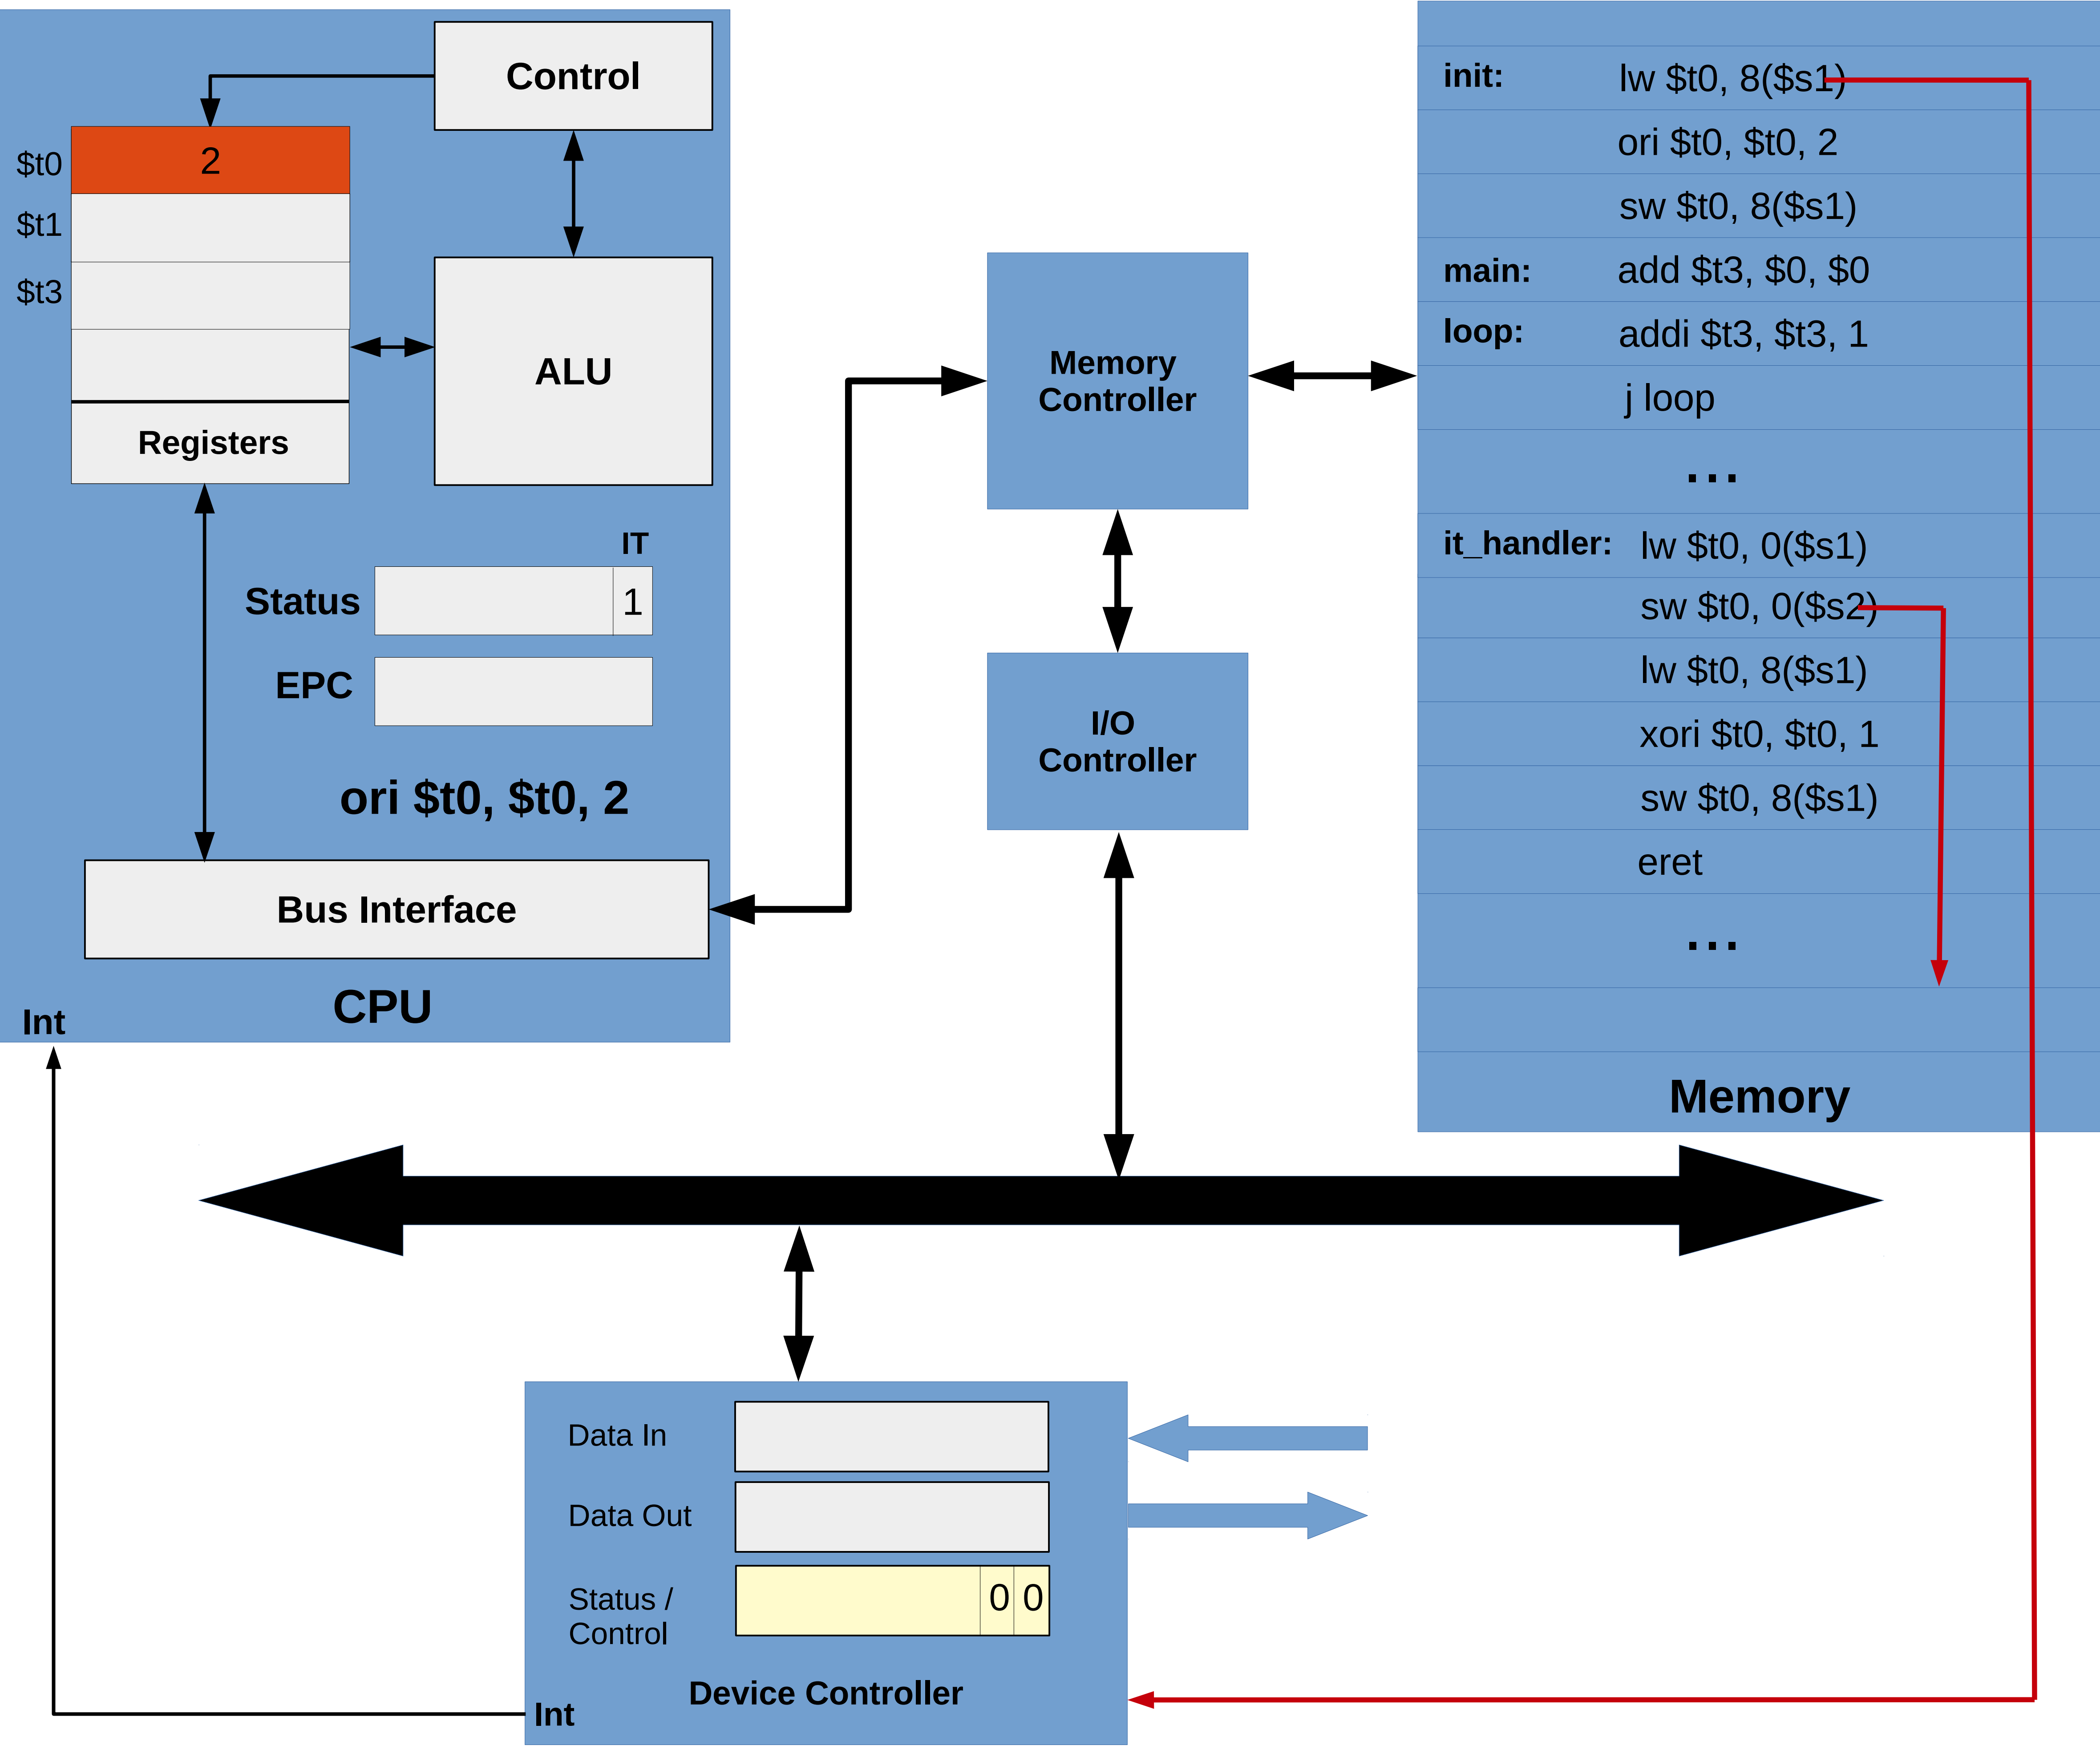 Control
$t0
2
$t1
$t3
ALU
Registers
IT
Status
1
EPC
ori $t0, $t0, 2
Bus Interface
CPU
Int
Memory
Controller
I/O
Controller
init: lw $t0, 8($s1)
ori $t0, $t0, 2
sw $t0, 8($s1)
main: add $t3, $0, $0
loop: addi $t3, $t3, 1
j loop
...
it_handler: lw $t0, 0($s1)
sw $t0, 0($s2)
lw $t0, 8($s1)
xori $t0, $t0, 1
sw $t0, 8($s1)
eret
...
Memory
Data In
Data Out
Status /
Control
0 0
Device Controller
Int